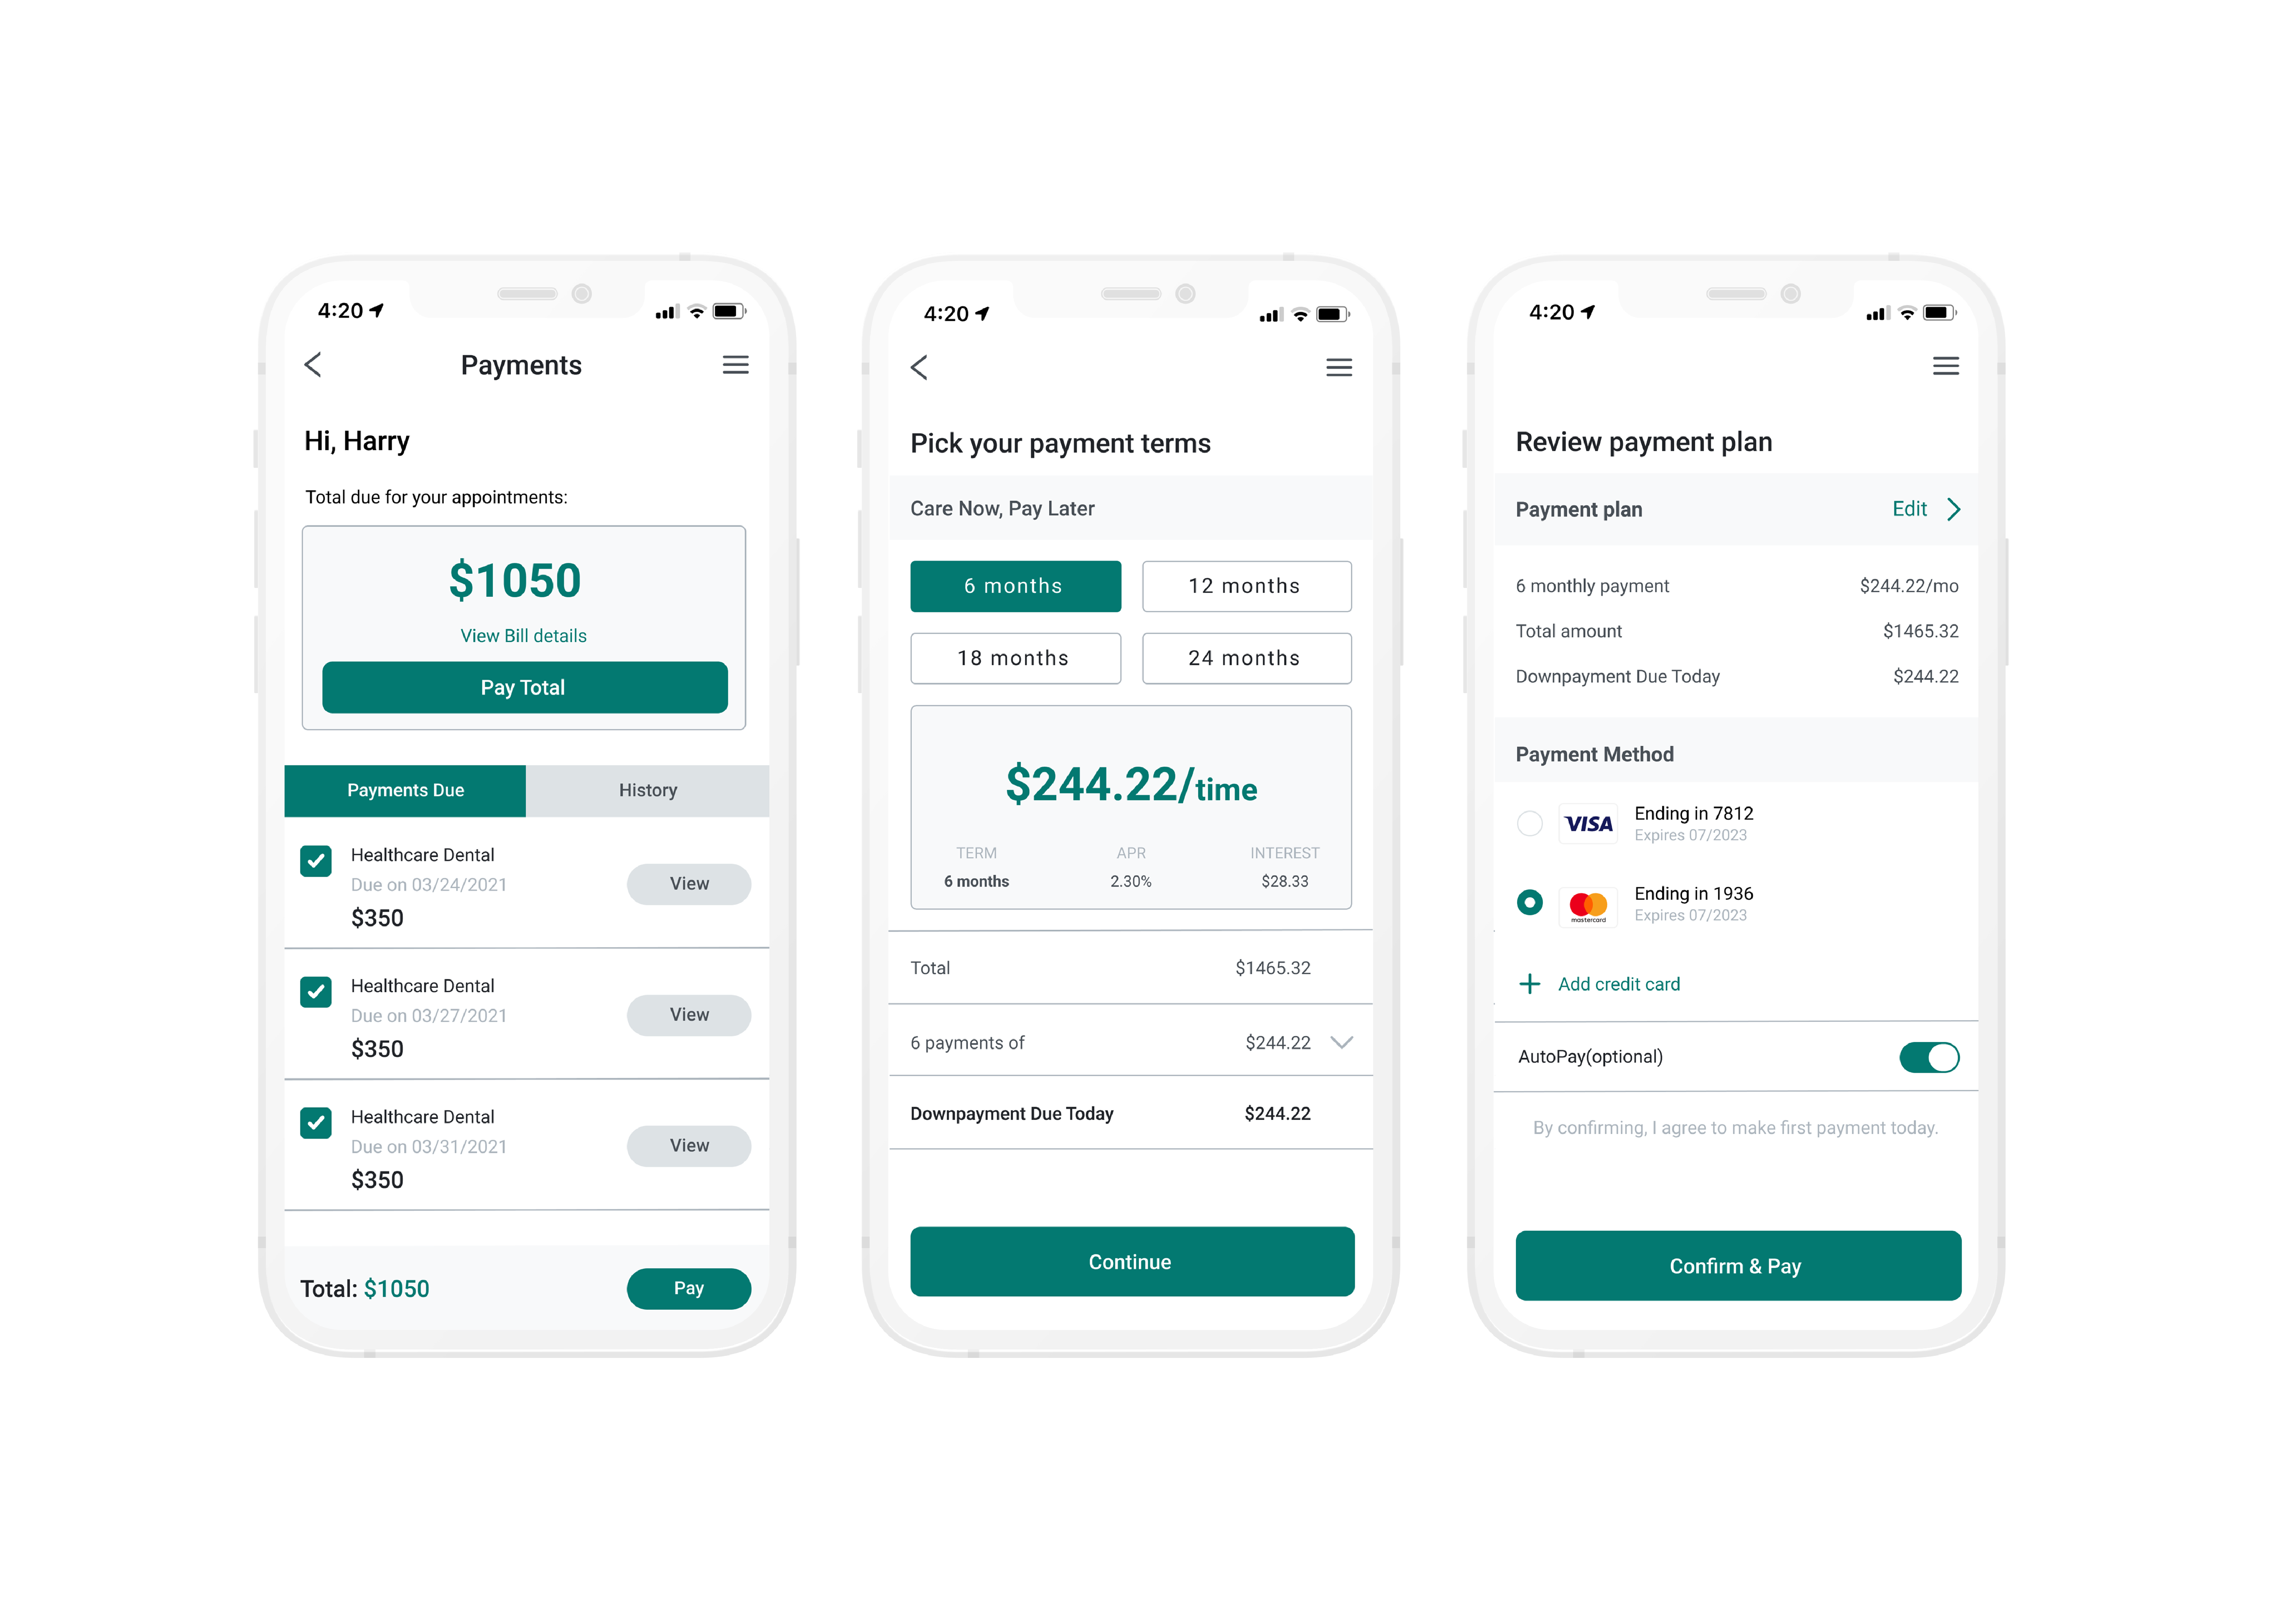 4:20
Payments
Hi, Harry
Total due for your appointments:
$1050
View Bill details
Pay Total
Payments Due
History
Healthcare Dental
Due on 03/24/2021
$350
View
Healthcare Dental
Due on 03/27/2021
$350
View
Healthcare Dental
Due on 03/31/2021
$350
View
Total: $1050
Pay
4:20
Pick your payment terms
Care Now, Pay Later
6 months
12 months
18 months
24 months
$244.22/time
TERM APR INTEREST
6 months 2.30% $28.33
Total $1465.32
6 payments of $244.22
Downpayment Due Today $244.22
Continue
4:20
Review payment plan
Payment plan Edit
6 monthly payment $244.22/mo
Total amount $1465.32
Downpayment Due Today $244.22
Payment Method
VISA
Ending in 7812
Expires 07/2023
mastercard
Ending in 1936
Expires 07/2023
+ Add credit card
AutoPay(optional)
By confirming, I agree to make first payment today.
Confirm & Pay